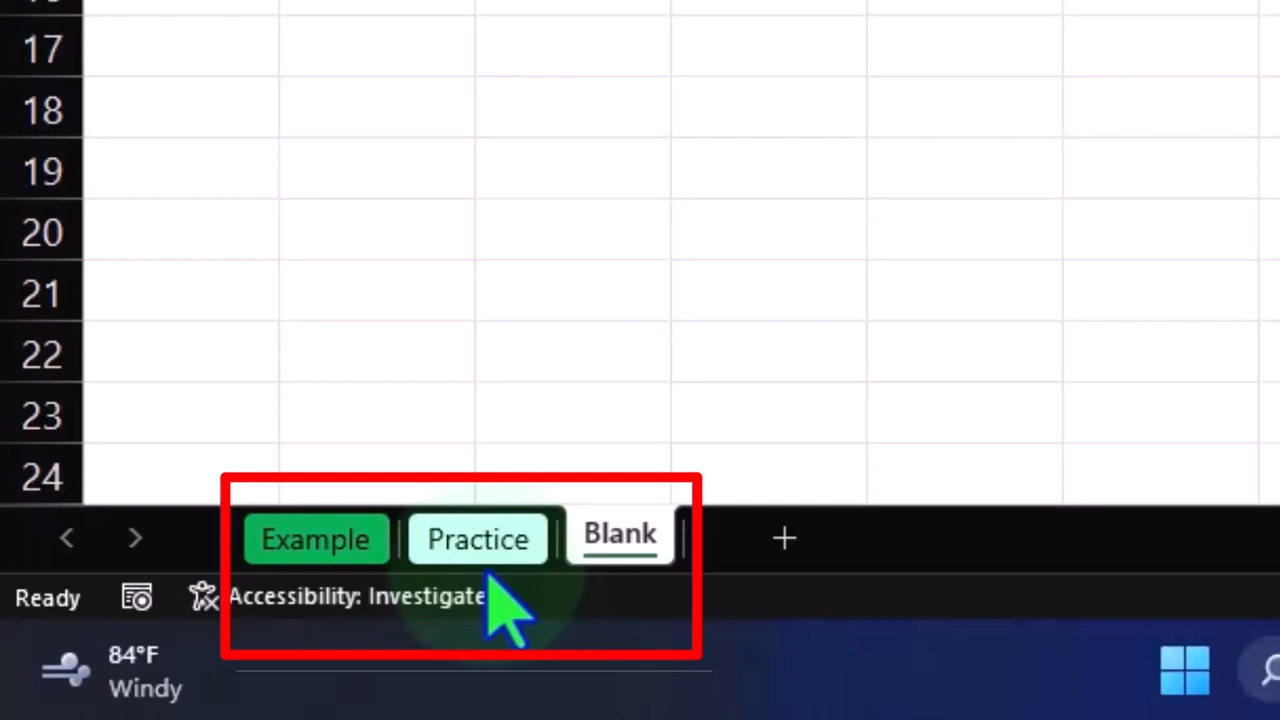 17
18
19
20
21
22
23
24
Example Practice Blank
Ready Accessibility: Investigate
84°F
Windy